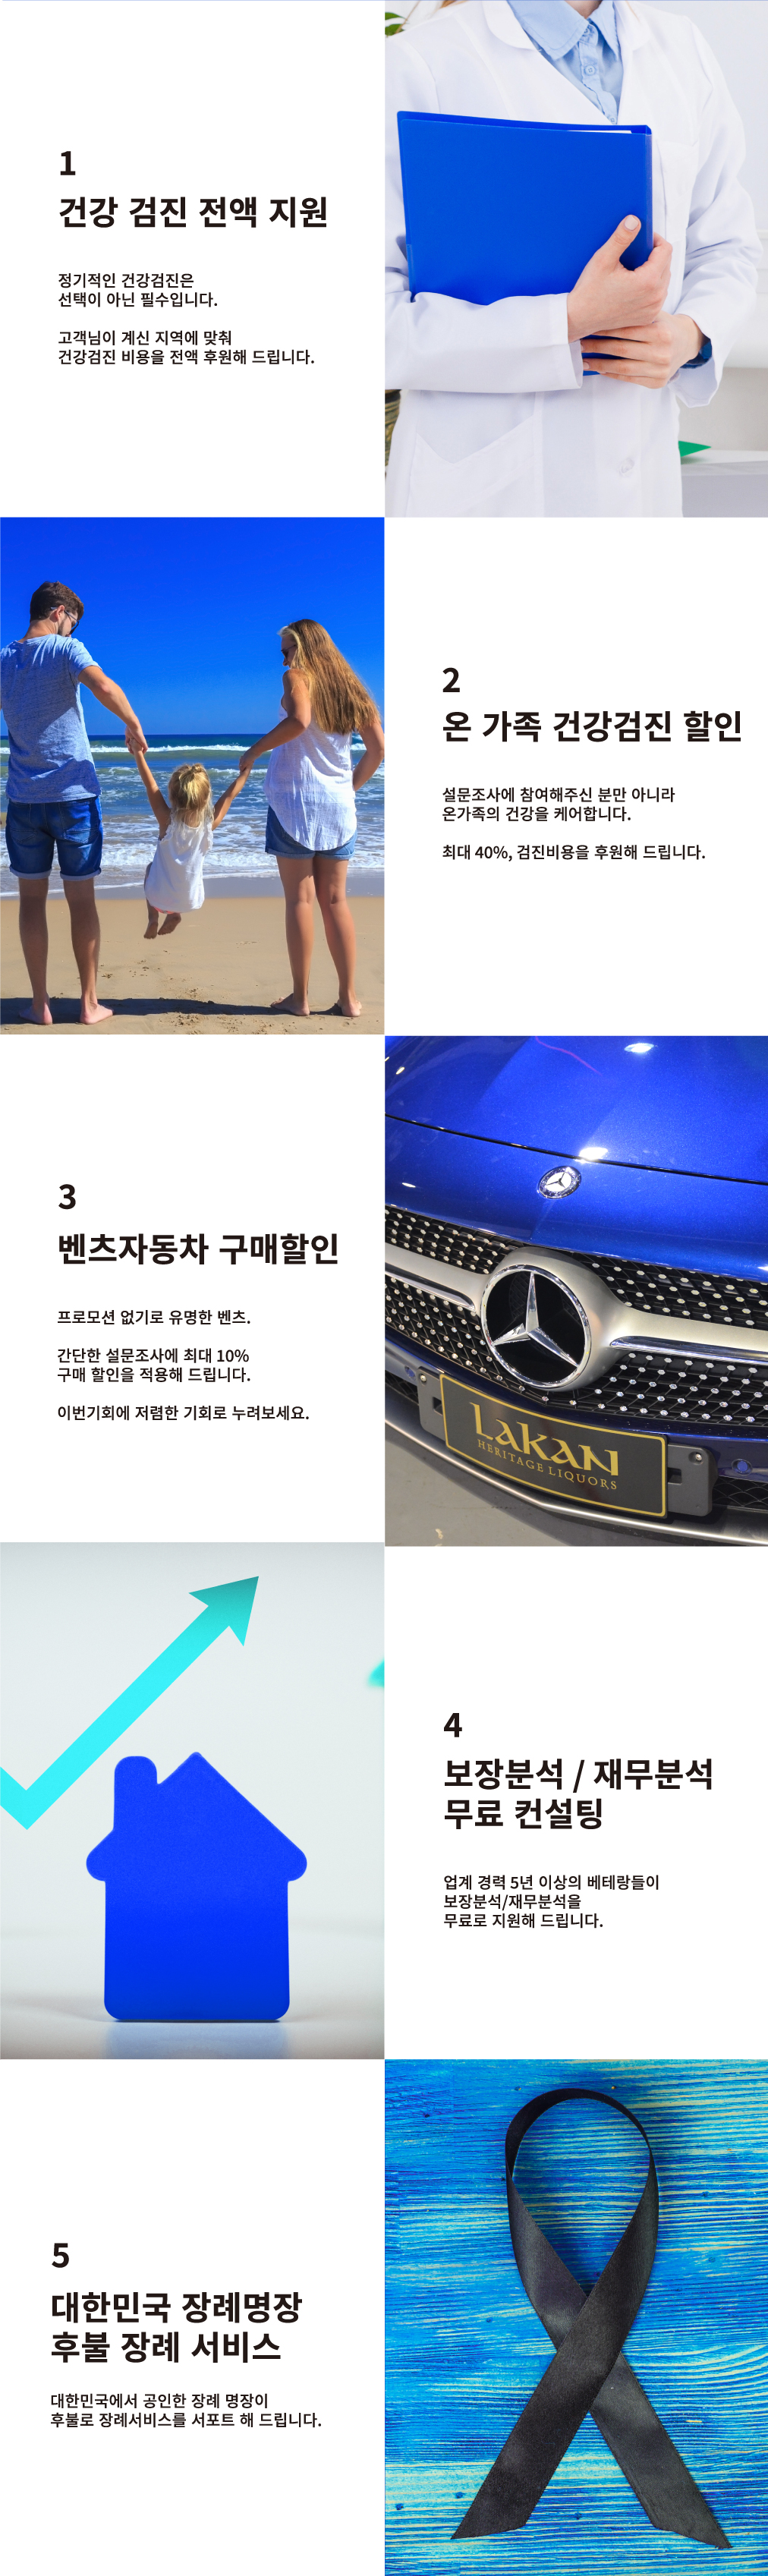 1
건강 검진 전액 지원
정기적인 건강검진은
선택이 아닌 필수입니다.
고객님이 계신 지역에 맞춰
건강검진 비용을 전액 후원해 드립니다.
2
온 가족 건강검진 할인
설문조사에 참여해주신 분만 아니라
온가족의 건강을 케어합니다.
최대 40%, 검진비용을 후원해 드립니다.
3
벤츠자동차 구매할인
프로모션 없기로 유명한 벤츠.
간단한 설문조사에 최대 10%
구매 할인을 적용해 드립니다.
이번기회에 저렴한 기회로 누려보세요.
LAKAN
HERITAGE LIQUORS
4
보장분석 / 재무분석
무료 컨설팅
업계 경력 5년 이상의 베테랑들이
보장분석/재무분석을
무료로 지원해 드립니다.
5
대한민국 장례명장
후불 장례 서비스
대한민국에서 공인한 장례 명장이
후불로 장례서비스를 서포트 해 드립니다.